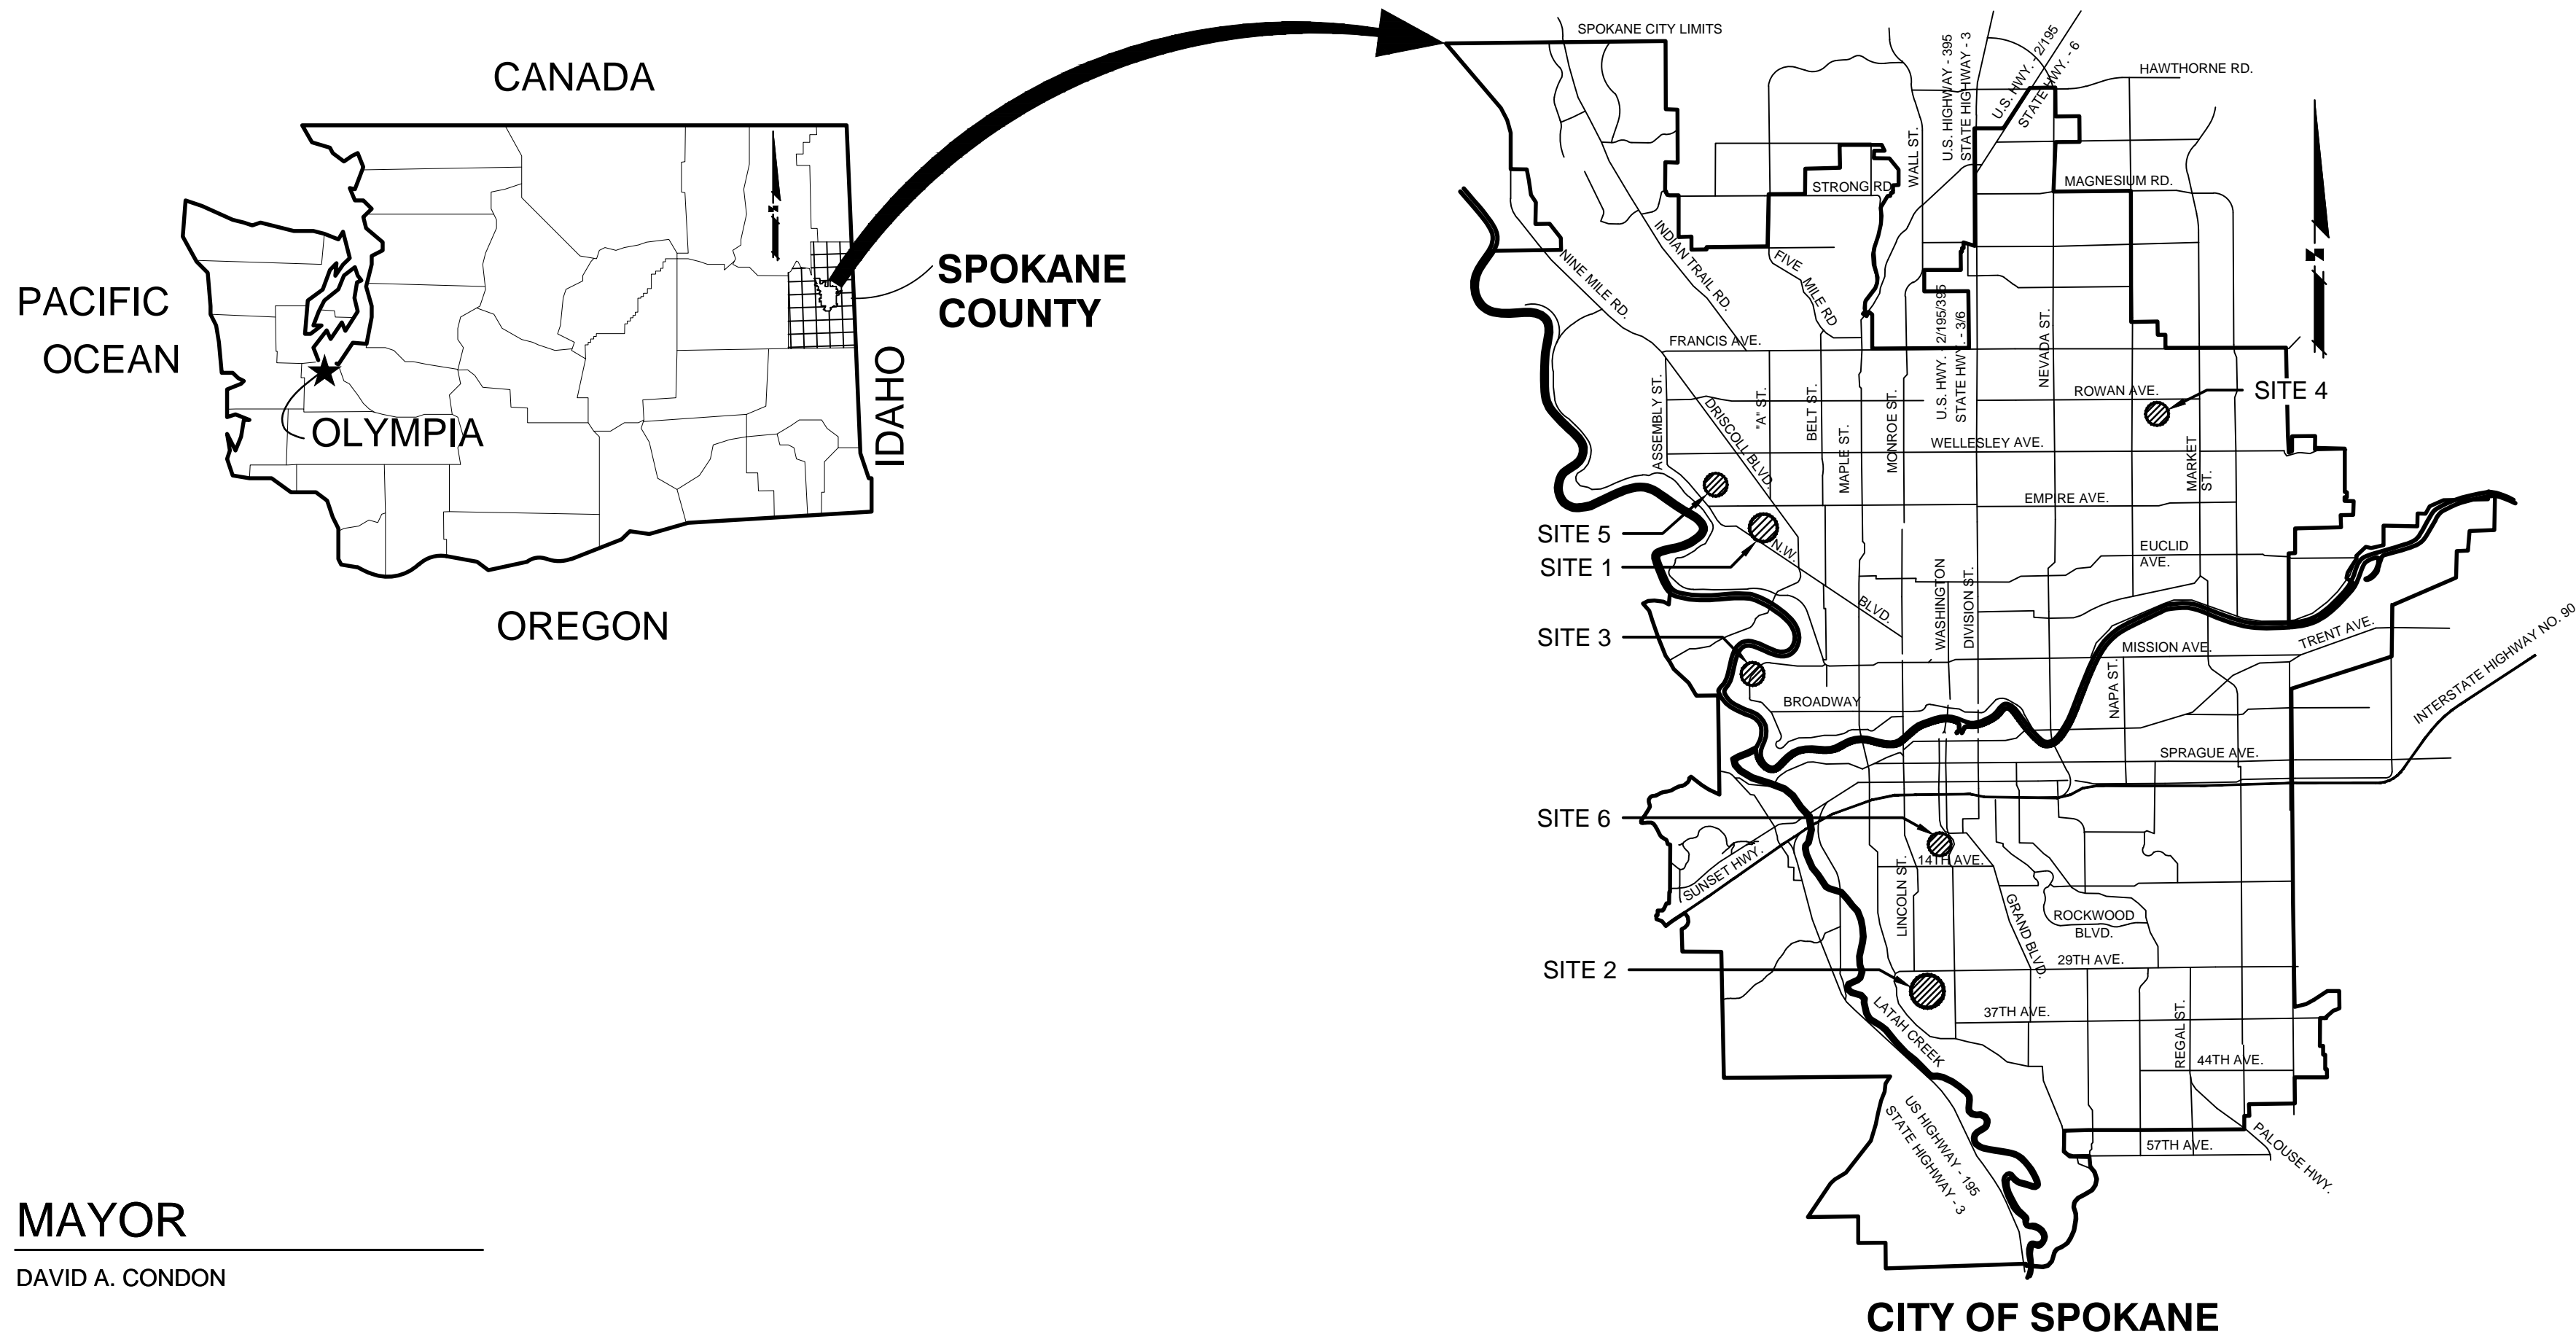 CANADA
PACIFIC
OCEAN
SPOKANE
COUNTY
IDAHO
OLYMPIA
OREGON
MAYOR
DAVID A. CONDON
SPOKANE CITY LIMITS
U.S. HIGHWAY - 395
STATE HIGHWAY - 3
U.S. HWY. - 2/195
STATE HWY. - 6
HAWTHORNE RD.
WALL ST.
STRONG RD
MAGNESIUM RD.
INDIAN TRAIL RD.
NINE MILE RD.
FIVE
MILE RD
FRANCIS AVE.
U.S. HWY. - 2/195/395
STATE HWY. - 3/6
NEVADA ST.
ROWAN AVE.
SITE 4
ASSEMBLY ST.
DRISCOLL BLVD.
"A" ST.
BELT ST.
MAPLE ST.
MONROE ST.
WELLESLEY AVE.
MARKET
ST.
EMPIRE AVE.
SITE 5
SITE 1
N.W.
BLVD.
EUCLID
AVE.
WASHINGTON
DIVISION ST.
SITE 3
MISSION AVE.
TRENT AVE.
INTERSTATE HIGHWAY NO. 90
BROADWAY
NAPA ST.
SPRAGUE AVE.
SITE 6
14TH AVE.
SUNSET HWY.
LINCOLN ST.
GRAND BLVD.
ROCKWOOD
BLVD.
29TH AVE.
SITE 2
37TH AVE.
LATAH CREEK
REGAL ST.
44TH AVE.
US HIGHWAY - 195
STATE HIGHWAY - 3
57TH AVE.
PALOUSE HWY.
CITY OF SPOKANE